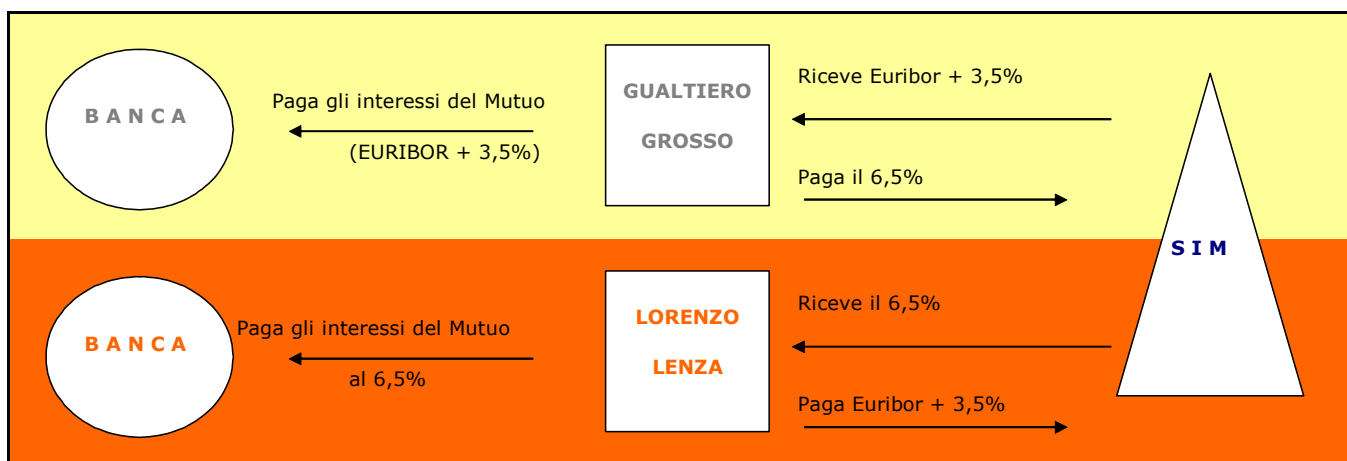 B A N C A
Paga gli interessi del Mutuo
(EURIBOR + 3,5%)
GUALTIERO
GROSSO
Riceve Euribor + 3,5%
Paga il 6,5%
S I M
B A N C A
Paga gli interessi del Mutuo
al 6,5%
LORENZO
LENZA
Riceve il 6,5%
Paga Euribor + 3,5%